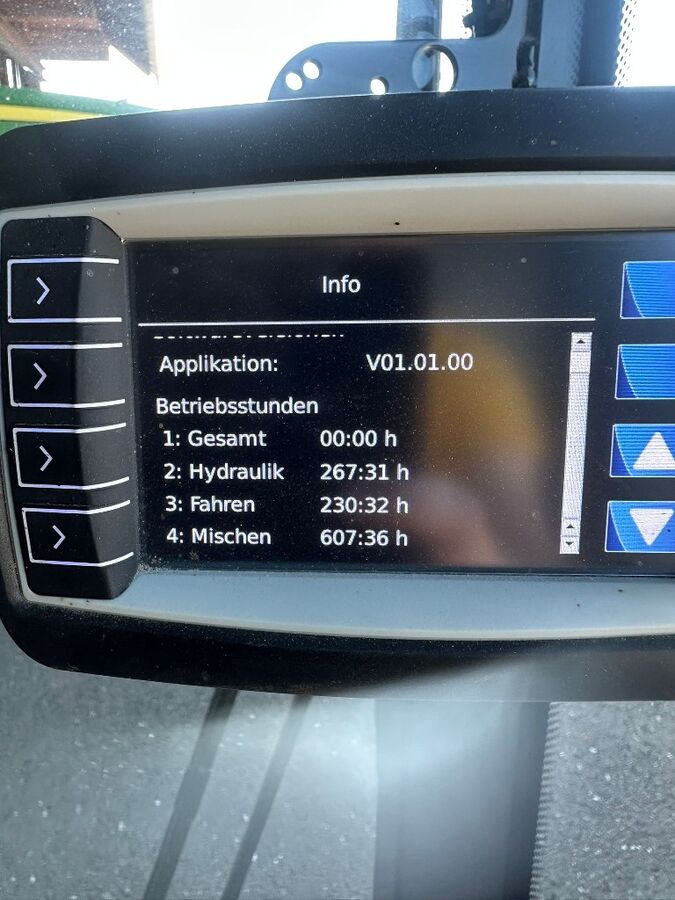 Info
Applikation: V01.01.00
Betriebsstunden
1: Gesamt 00:00 h
2: Hydraulik 267:31 h
3: Fahren 230:32 h
4: Mischen 607:36 h